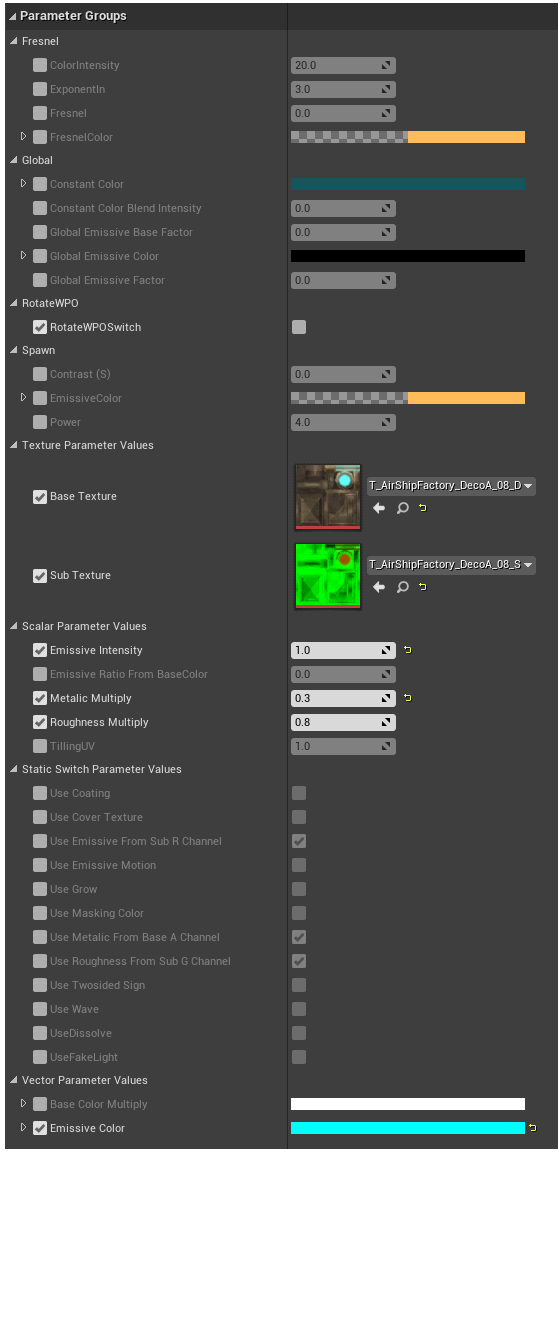 Parameter Groups
Fresnel
ColorIntensity 20.0
ExponentIn 3.0
Fresnel 0.0
FresnelColor
Global
Constant Color
Constant Color Blend Intensity 0.0
Global Emissive Base Factor 0.0
Global Emissive Color
Global Emissive Factor 0.0
RotateWPO
RotateWPOSwitch
Spawn
Contrast (S) 0.0
EmissiveColor
Power 4.0
Texture Parameter Values
Base Texture T_AirShipFactory_DecoA_08_D
Sub Texture T_AirShipFactory_DecoA_08_S
Scalar Parameter Values
Emissive Intensity 1.0
Emissive Ratio From BaseColor 0.0
Metalic Multiply 0.3
Roughness Multiply 0.8
TillingUV 1.0
Static Switch Parameter Values
Use Coating
Use Cover Texture
Use Emissive From Sub R Channel
Use Emissive Motion
Use Grow
Use Masking Color
Use Metalic From Base A Channel
Use Roughness From Sub G Channel
Use Twosided Sign
Use Wave
UseDissolve
UseFakeLight
Vector Parameter Values
Base Color Multiply
Emissive Color